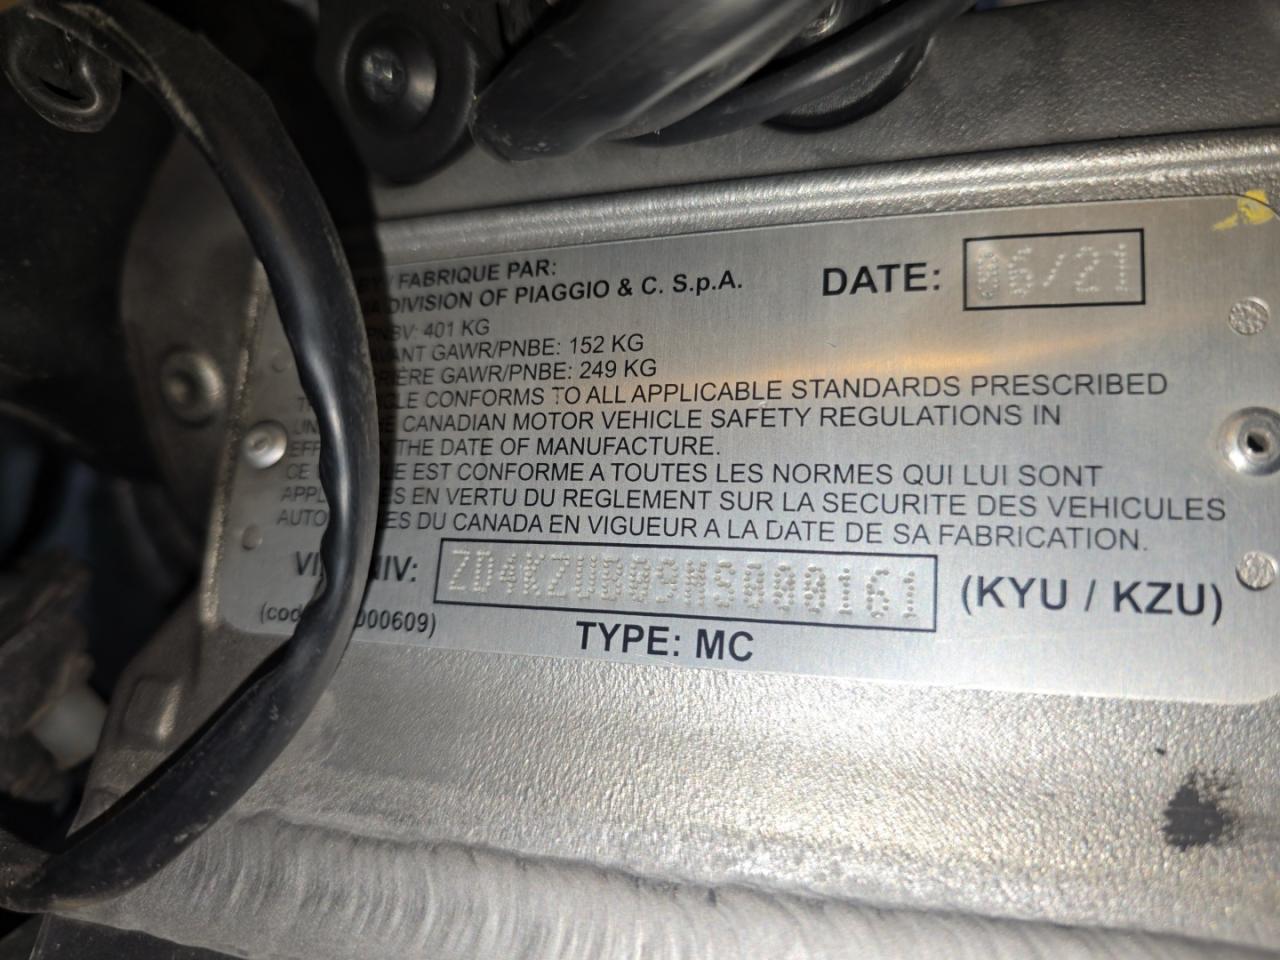 BY / FABRIQUE PAR:
DIVISION OF PIAGGIO & C. S.p.A.
DATE: 06/21
401 KG
GAWR/PNBE: 152 KG
GAWR/PNBE: 249 KG
CONFORMS TO ALL APPLICABLE STANDARDS PRESCRIBED
CANADIAN MOTOR VEHICLE SAFETY REGULATIONS IN
THE DATE OF MANUFACTURE.
CE EST CONFORME A TOUTES LES NORMES QUI LUI SONT
EN VERTU DU REGLEMENT SUR LA SECURITE DES VEHICULES
DU CANADA EN VIGUEUR A LA DATE DE SA FABRICATION.
ZD4KZUB09MS000161 (KYU / KZU)
000609)
TYPE: MC